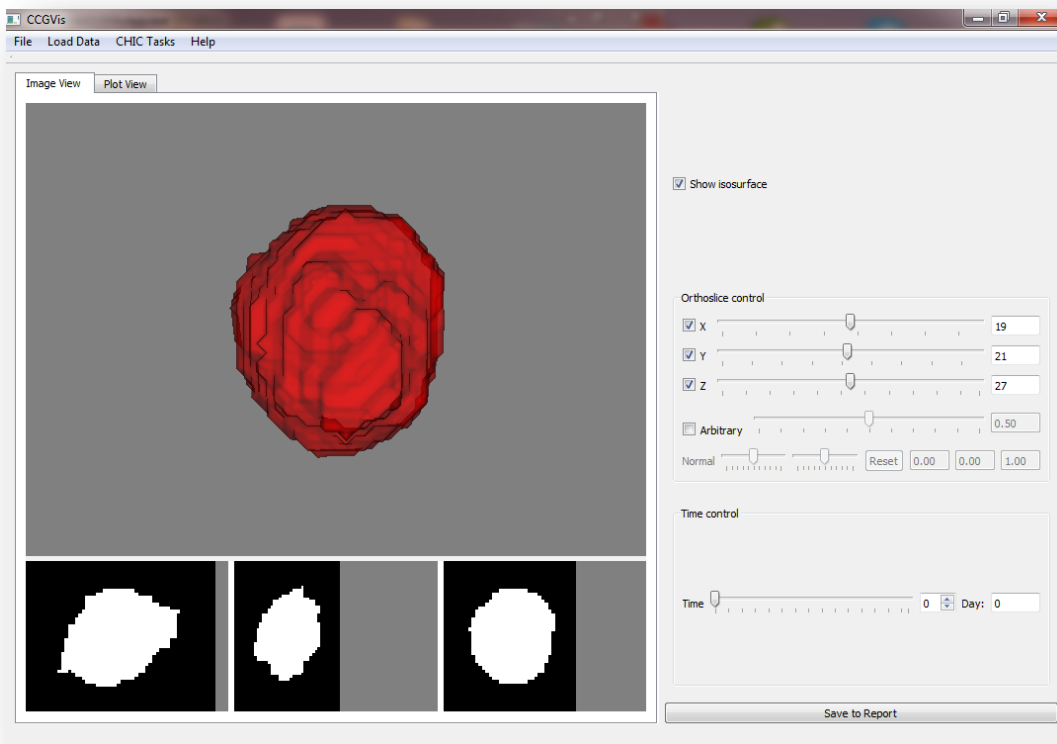 CCGVis
File Load Data CHIC Tasks Help
Image View Plot View
Show isosurface
Orthoslice control
X 19
Y 21
Z 27
Arbitrary 0.50
Normal Reset 0.00 0.00 1.00
Time control
Time 0 Day: 0
Save to Report